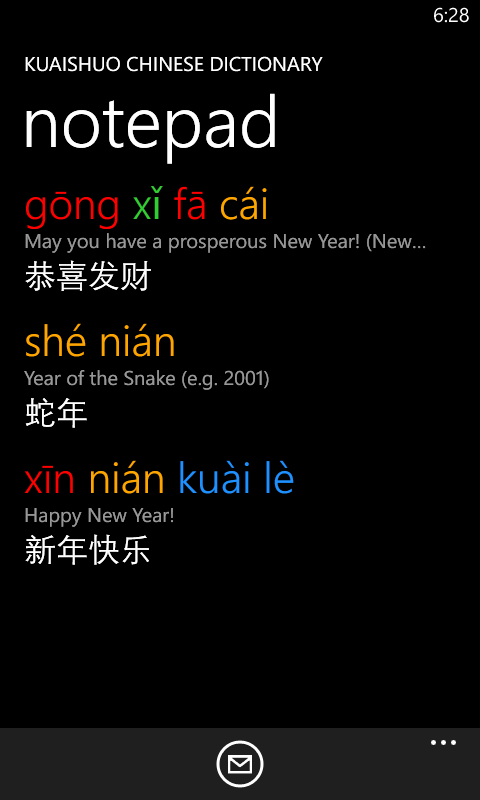 6:28
KUAISHUO CHINESE DICTIONARY
notepad
gōng xǐ fā cái
May you have a prosperous New Year! (New...
恭喜发财
shé nián
Year of the Snake (e.g. 2001)
蛇年
xīn nián kuài lè
Happy New Year!
新年快乐